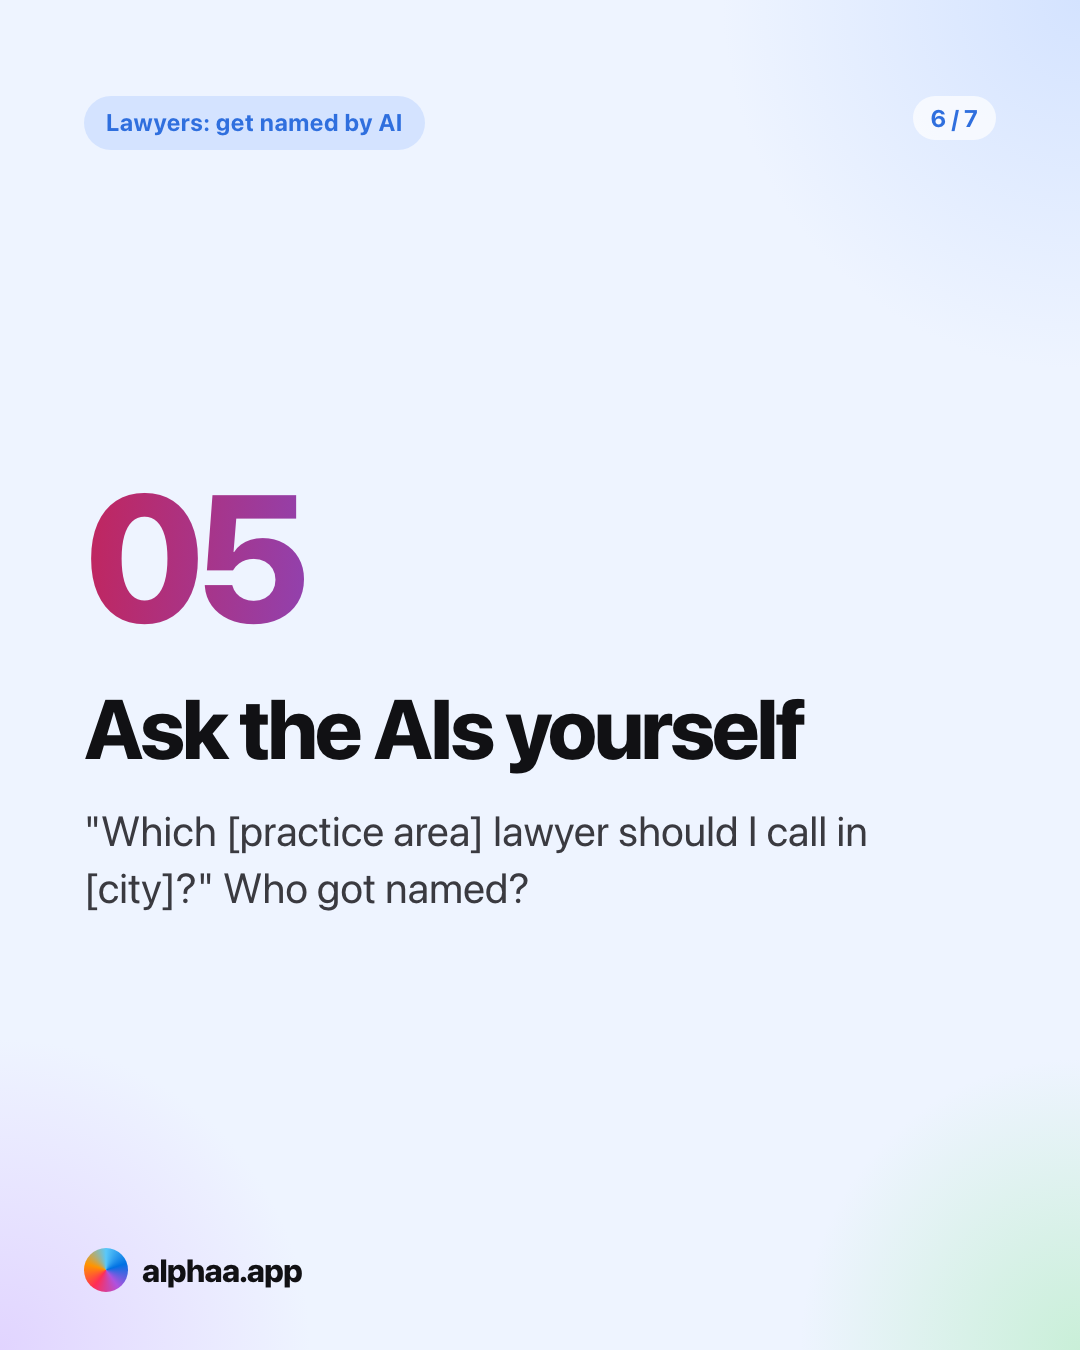 Lawyers: get named by AI
6 / 7
05
Ask the AIs yourself
"Which [practice area] lawyer should I call in
[city]?" Who got named?
alphaa.app